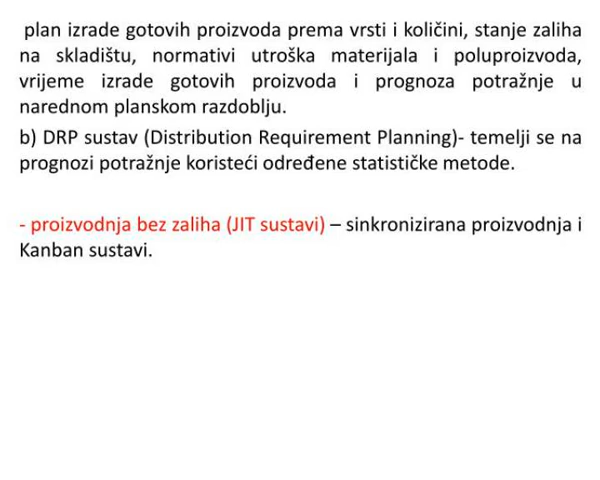 plan izrade gotovih proizvoda prema vrsti i količini, stanje zaliha
na skladištu, normativi utroška materijala i poluproizvoda,
vrijeme izrade gotovih proizvoda i prognoza potražnje u
narednom planskom razdoblju.
b) DRP sustav (Distribution Requirement Planning)- temelji se na
prognozi potražnje koristeći određene statističke metode.
- proizvodnja bez zaliha (JIT sustavi) – sinkronizirana proizvodnja i
Kanban sustavi.